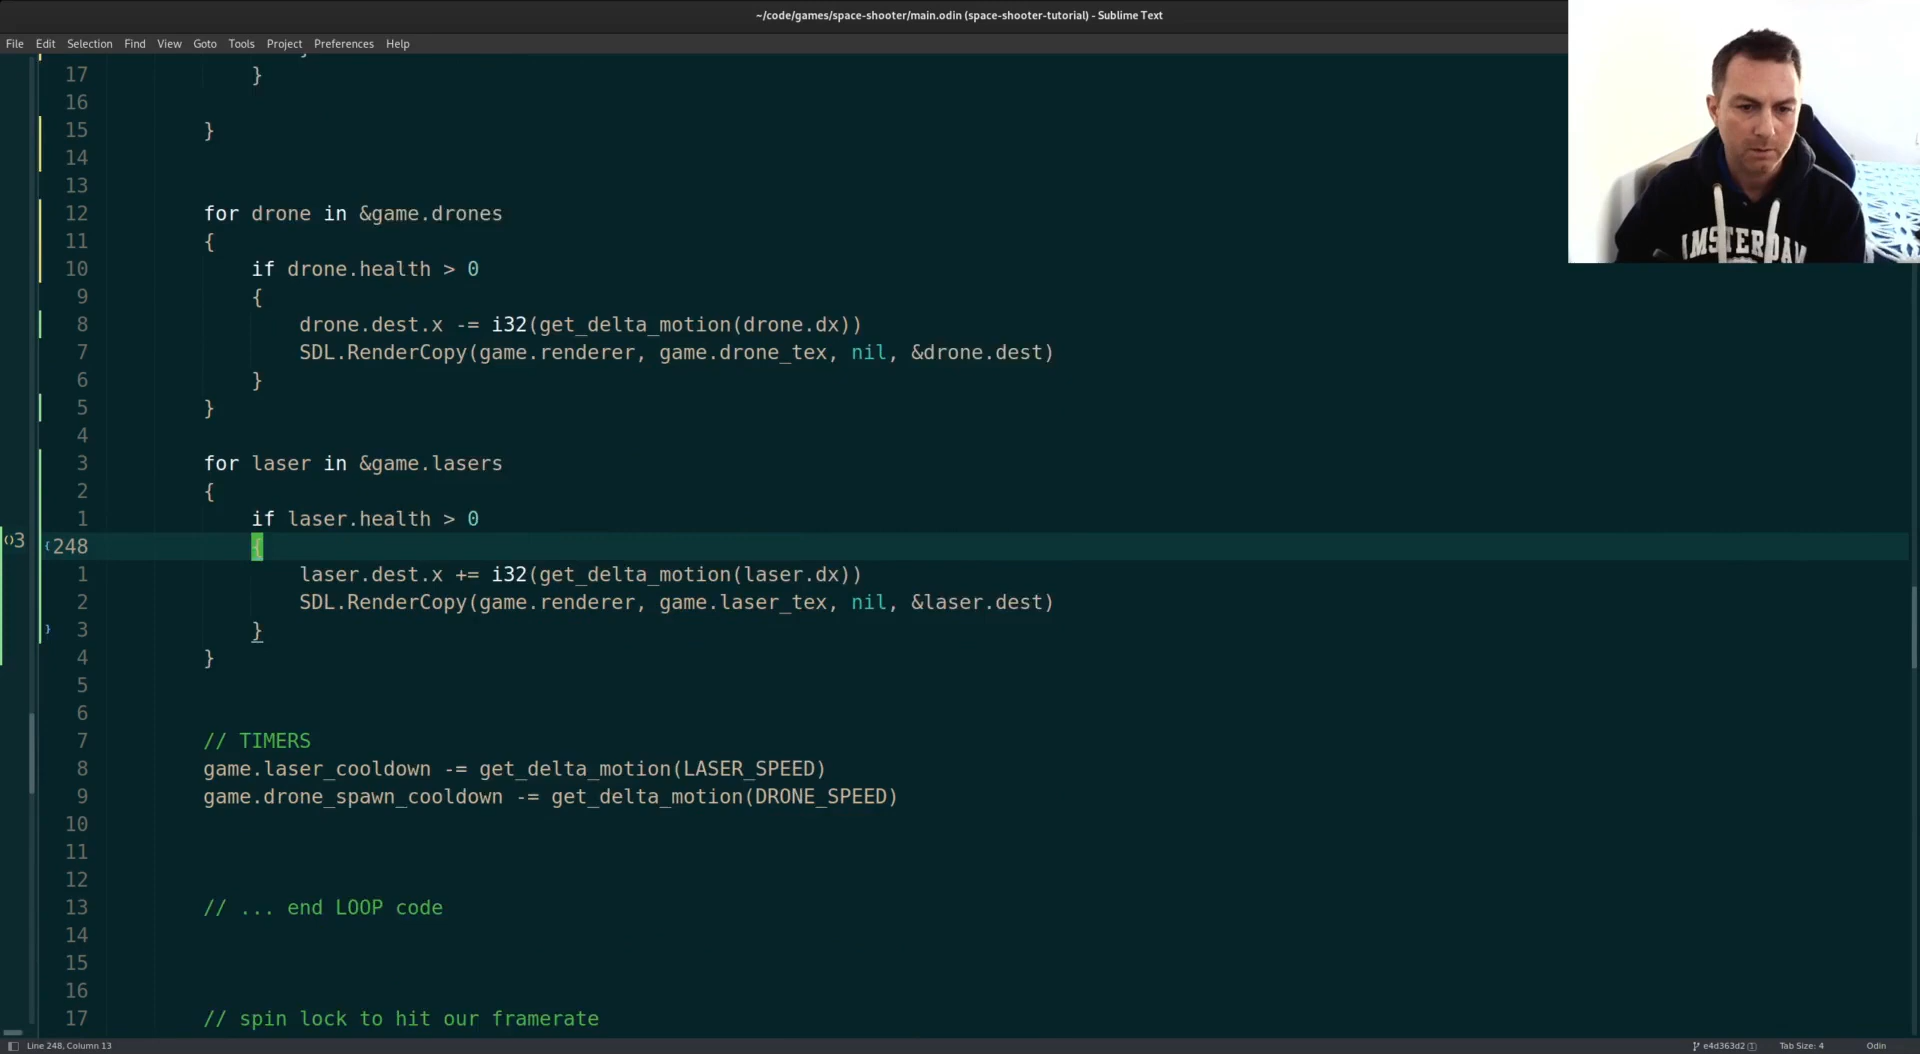 ~/code/games/space-shooter/main.odin (space-shooter-tutorial) - Sublime Text
File Edit Selection Find View Goto Tools Project Preferences Help
17 }
16
15 }
14
13
12 for drone in &game.drones
11 {
10 if drone.health > 0
9 {
8 drone.dest.x -= i32(get_delta_motion(drone.dx))
7 SDL.RenderCopy(game.renderer, game.drone_tex, nil, &drone.dest)
6 }
5 }
4
3 for laser in &game.lasers
2 {
1 if laser.health > 0
248 {
1 laser.dest.x += i32(get_delta_motion(laser.dx))
2 SDL.RenderCopy(game.renderer, game.laser_tex, nil, &laser.dest)
3 }
4 }
5
6
7 // TIMERS
8 game.laser_cooldown -= get_delta_motion(LASER_SPEED)
9 game.drone_spawn_cooldown -= get_delta_motion(DRONE_SPEED)
10
11
12
13 // ... end LOOP code
14
15
16
17 // spin lock to hit our framerate
Line 248, Column 13
e4d363d2 Tab Size: 4 Odin
AMSTERDAM